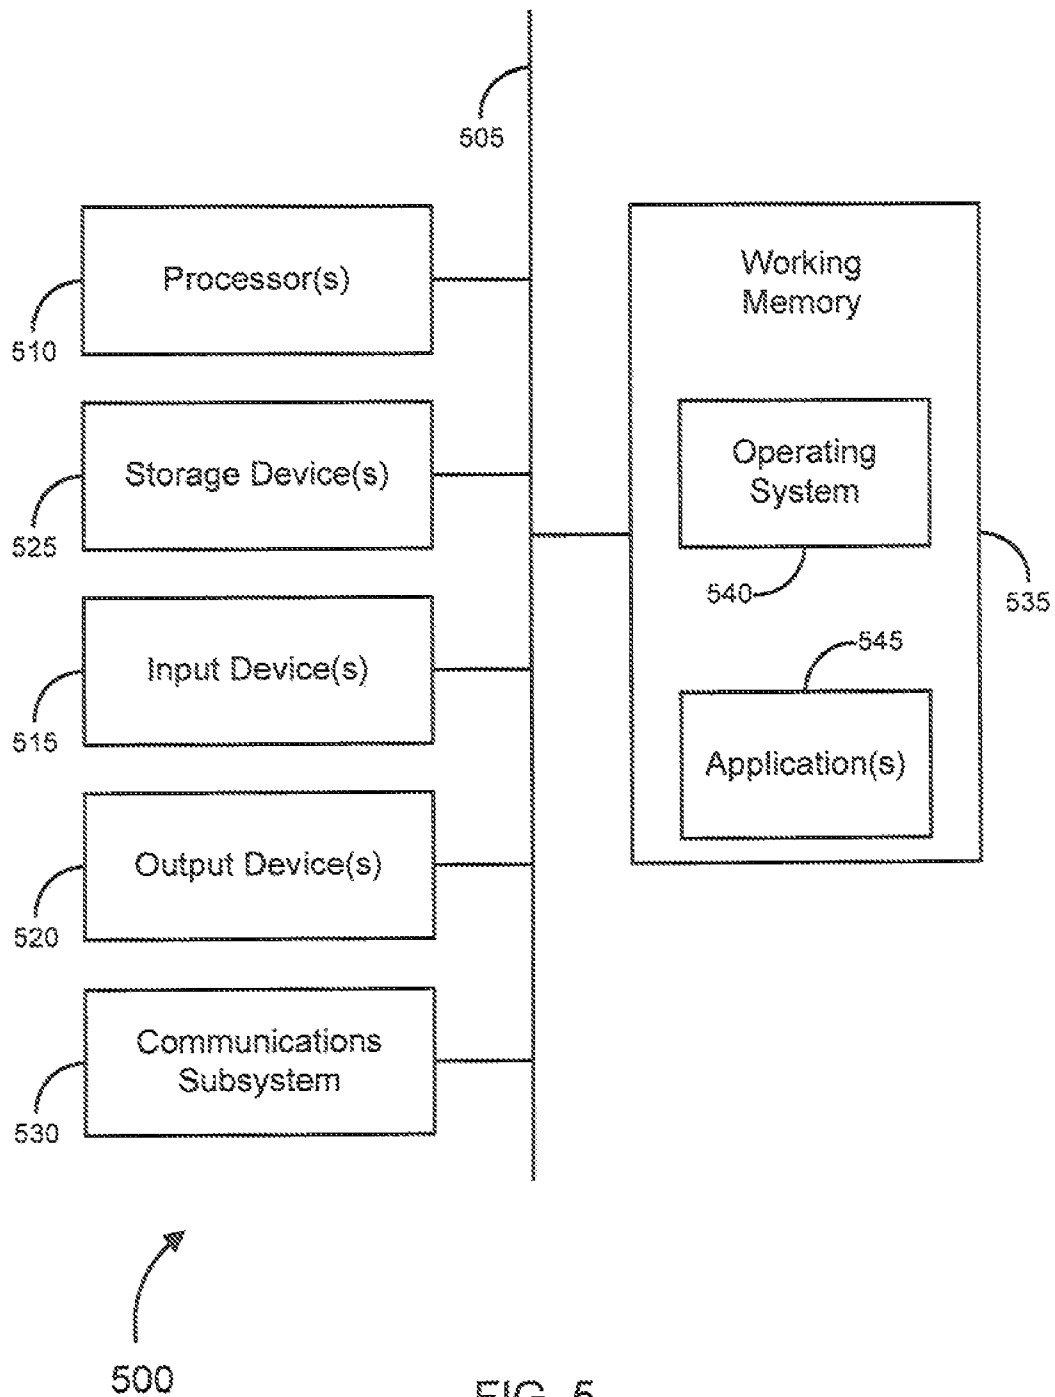 505
Processor(s)
510
Working
Memory
Storage Device(s)
525
Operating
System
540
535
Input Device(s)
515
545
Application(s)
Output Device(s)
520
Communications
Subsystem
530
500
FIG. 5